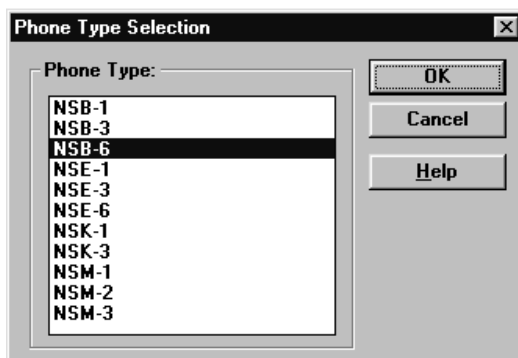 Phone Type Selection
Phone Type:
NSB-1
NSB-3
NSB-6
NSE-1
NSE-3
NSE-6
NSK-1
NSK-3
NSM-1
NSM-2
NSM-3
OK
Cancel
Help